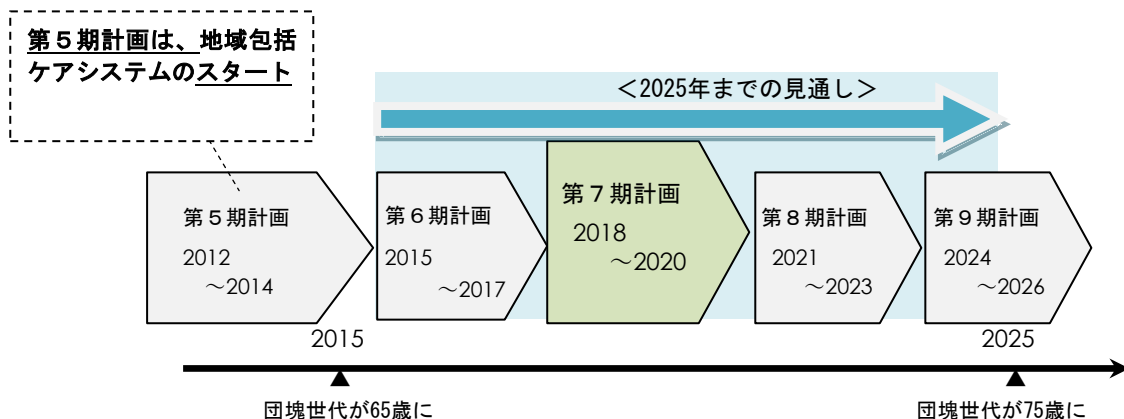 第５期計画は、地域包括
ケアシステムのスタート
＜2025年までの見通し＞
第５期計画
2012
～2014
第６期計画
2015
～2017
第７期計画
2018
～2020
第８期計画
2021
～2023
第９期計画
2024
～2026
2015
2025
団塊世代が65歳に
団塊世代が75歳に